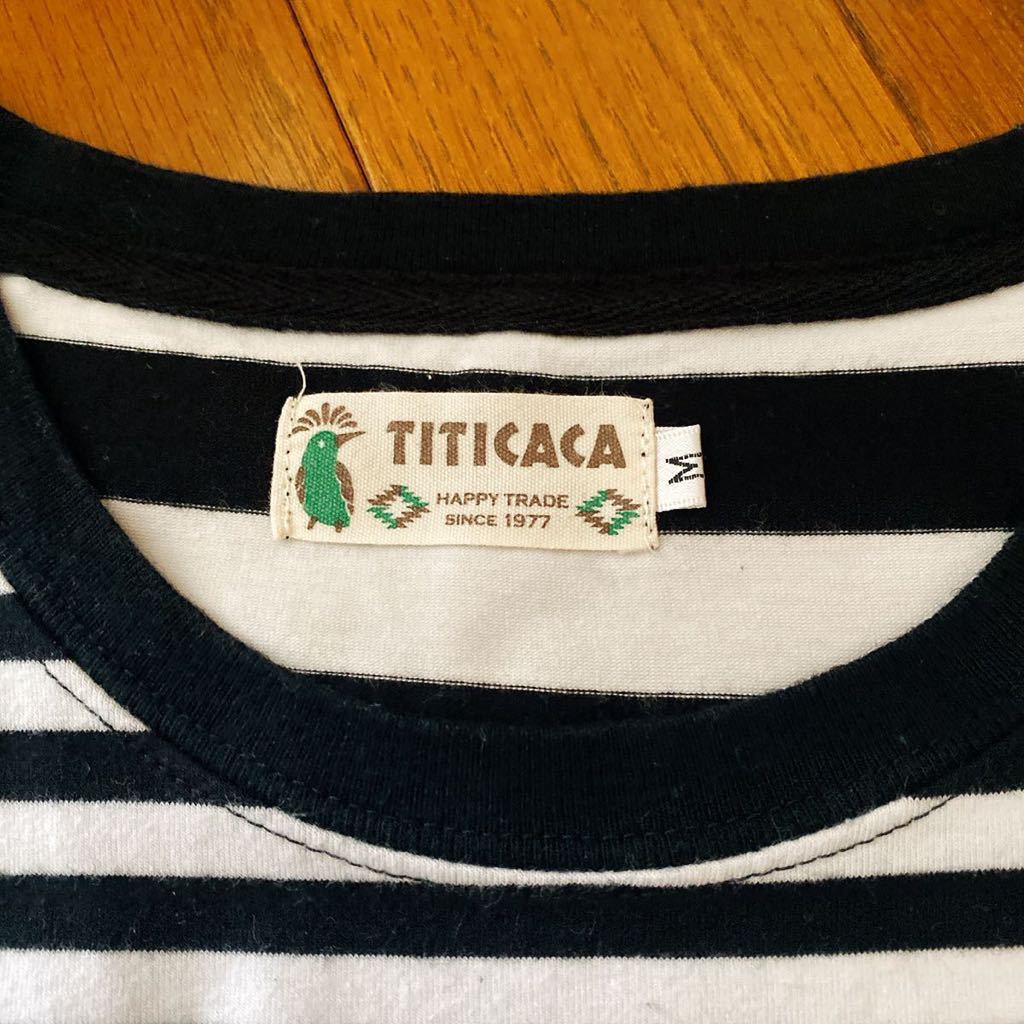 TITICACA
HAPPY TRADE
SINCE 1977
M